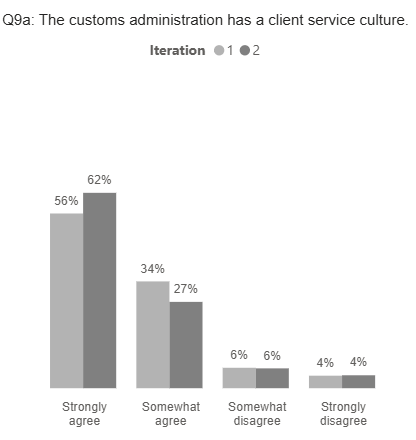 Q9a: The customs administration has a client service culture.
Iteration 1 2
62%
56%
34%
27%
6% 6%
4% 4%
Strongly agree
Somewhat agree
Somewhat disagree
Strongly disagree